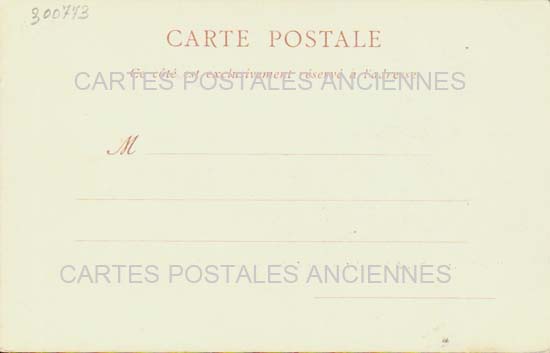 300773
CARTE POSTALE
Ce côté est exclusivement réservé à l'adresse
CARTES POSTALES ANCIENNES
M
CARTES POSTALES ANCIENNES